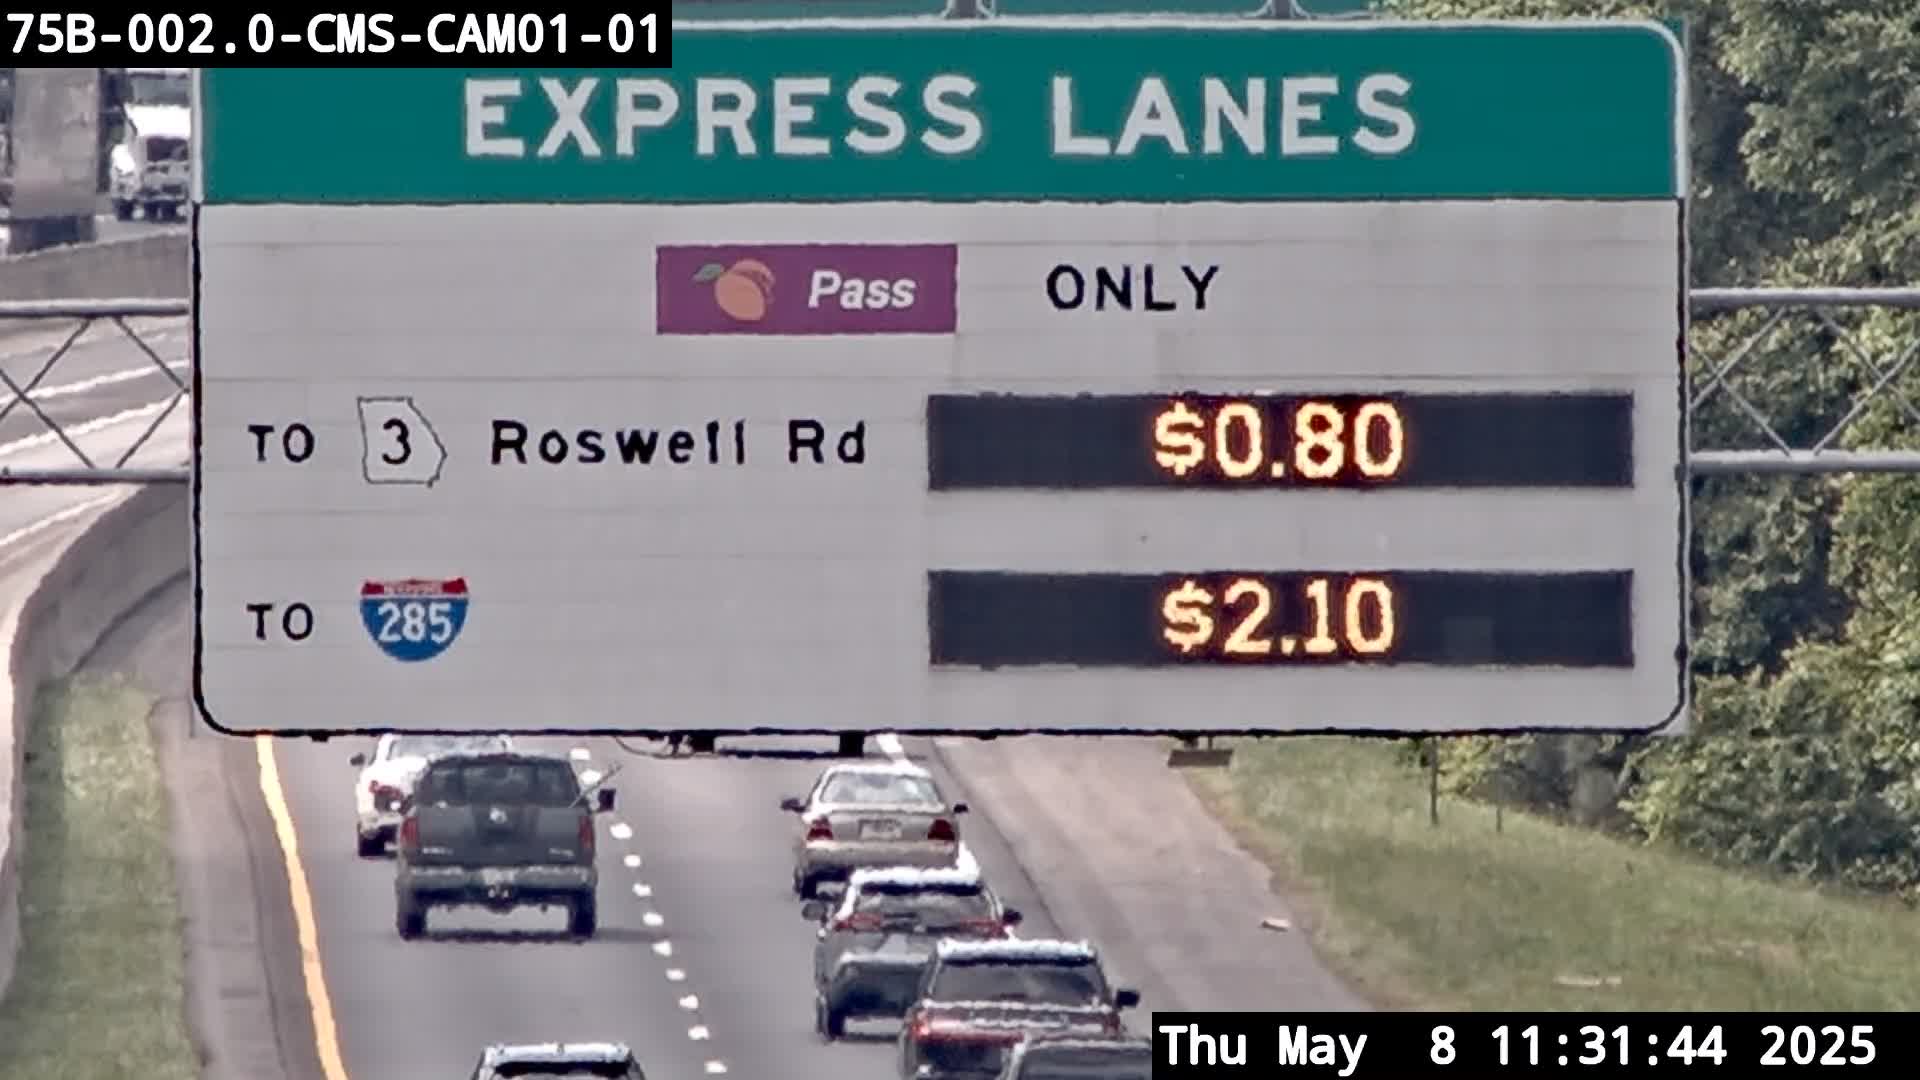 75B-002.0-CMS-CAM01-01
EXPRESS LANES
Pass ONLY
TO 3 Roswell Rd $0.80
TO 285 $2.10
Thu May 8 11:31:44 2025